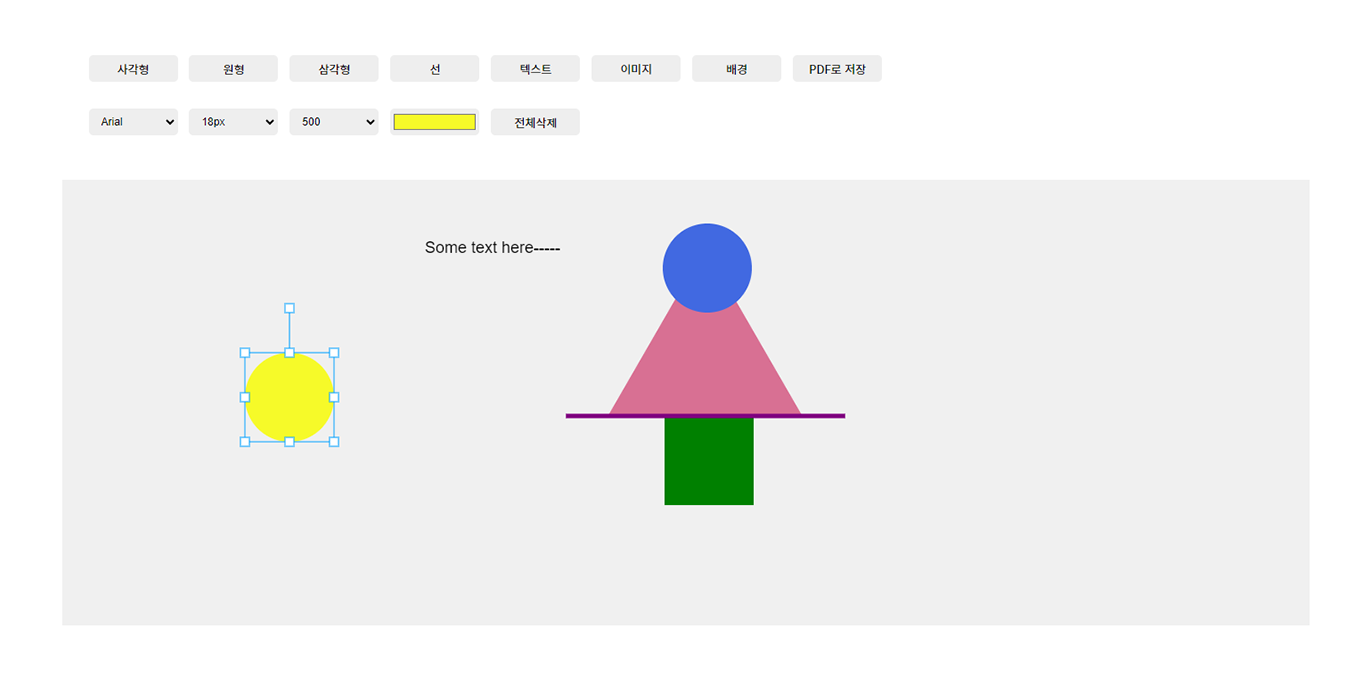 사각형 원형 삼각형 선 텍스트 이미지 배경 PDF로 저장
Arial 18px 500 전체삭제
Some text here-----